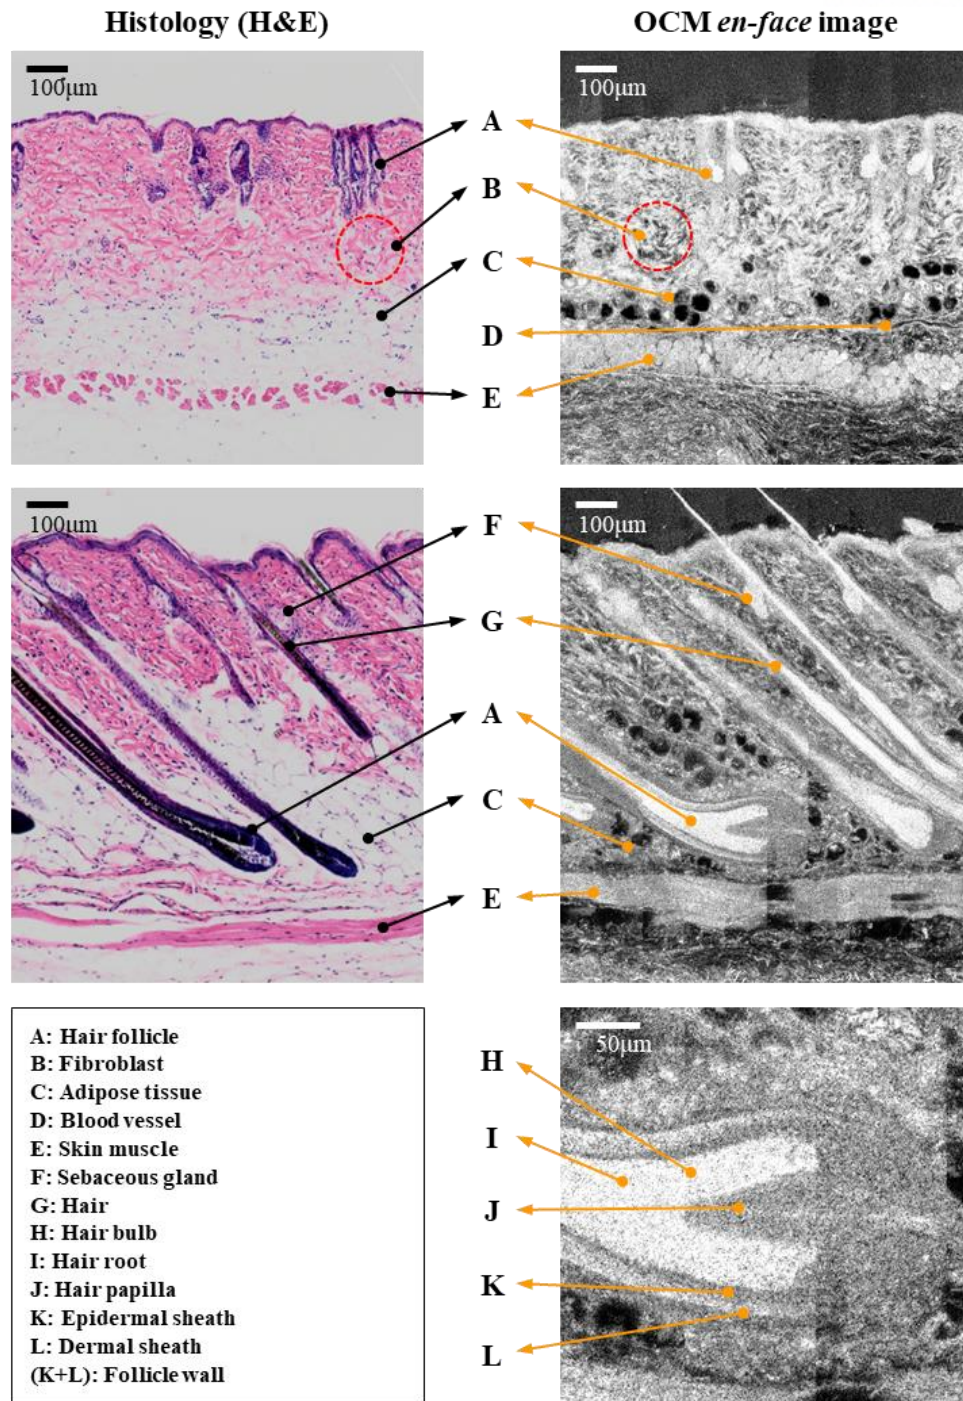 Histology (H&E)
OCM en-face image
100μm
100μm
A
B
C
D
E
100μm
100μm
F
G
A
C
E
A: Hair follicle
B: Fibroblast
C: Adipose tissue
D: Blood vessel
E: Skin muscle
F: Sebaceous gland
G: Hair
H: Hair bulb
I: Hair root
J: Hair papilla
K: Epidermal sheath
L: Dermal sheath
(K+L): Follicle wall
50μm
H
I
J
K
L